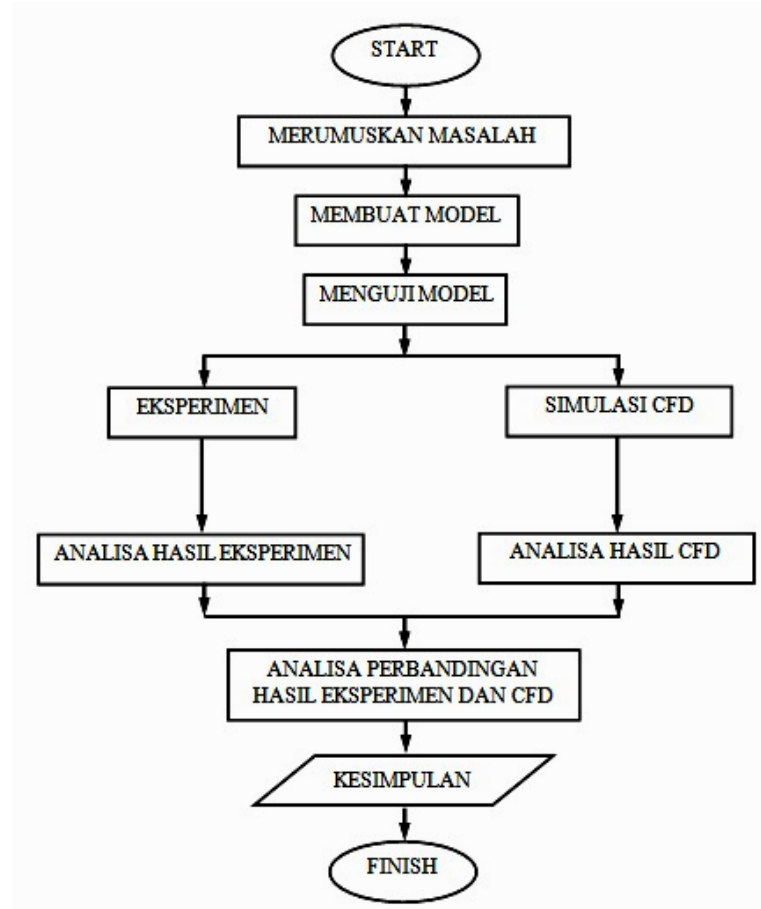 START
MERUMUSKAN MASALAH
MEMBUAT MODEL
MENGUJI MODEL
EKSPERIMEN
SIMULASI CFD
ANALISA HASIL EKSPERIMEN
ANALISA HASIL CFD
ANALISA PERBANDINGAN
HASIL EKSPERIMEN DAN CFD
KESIMPULAN
FINISH